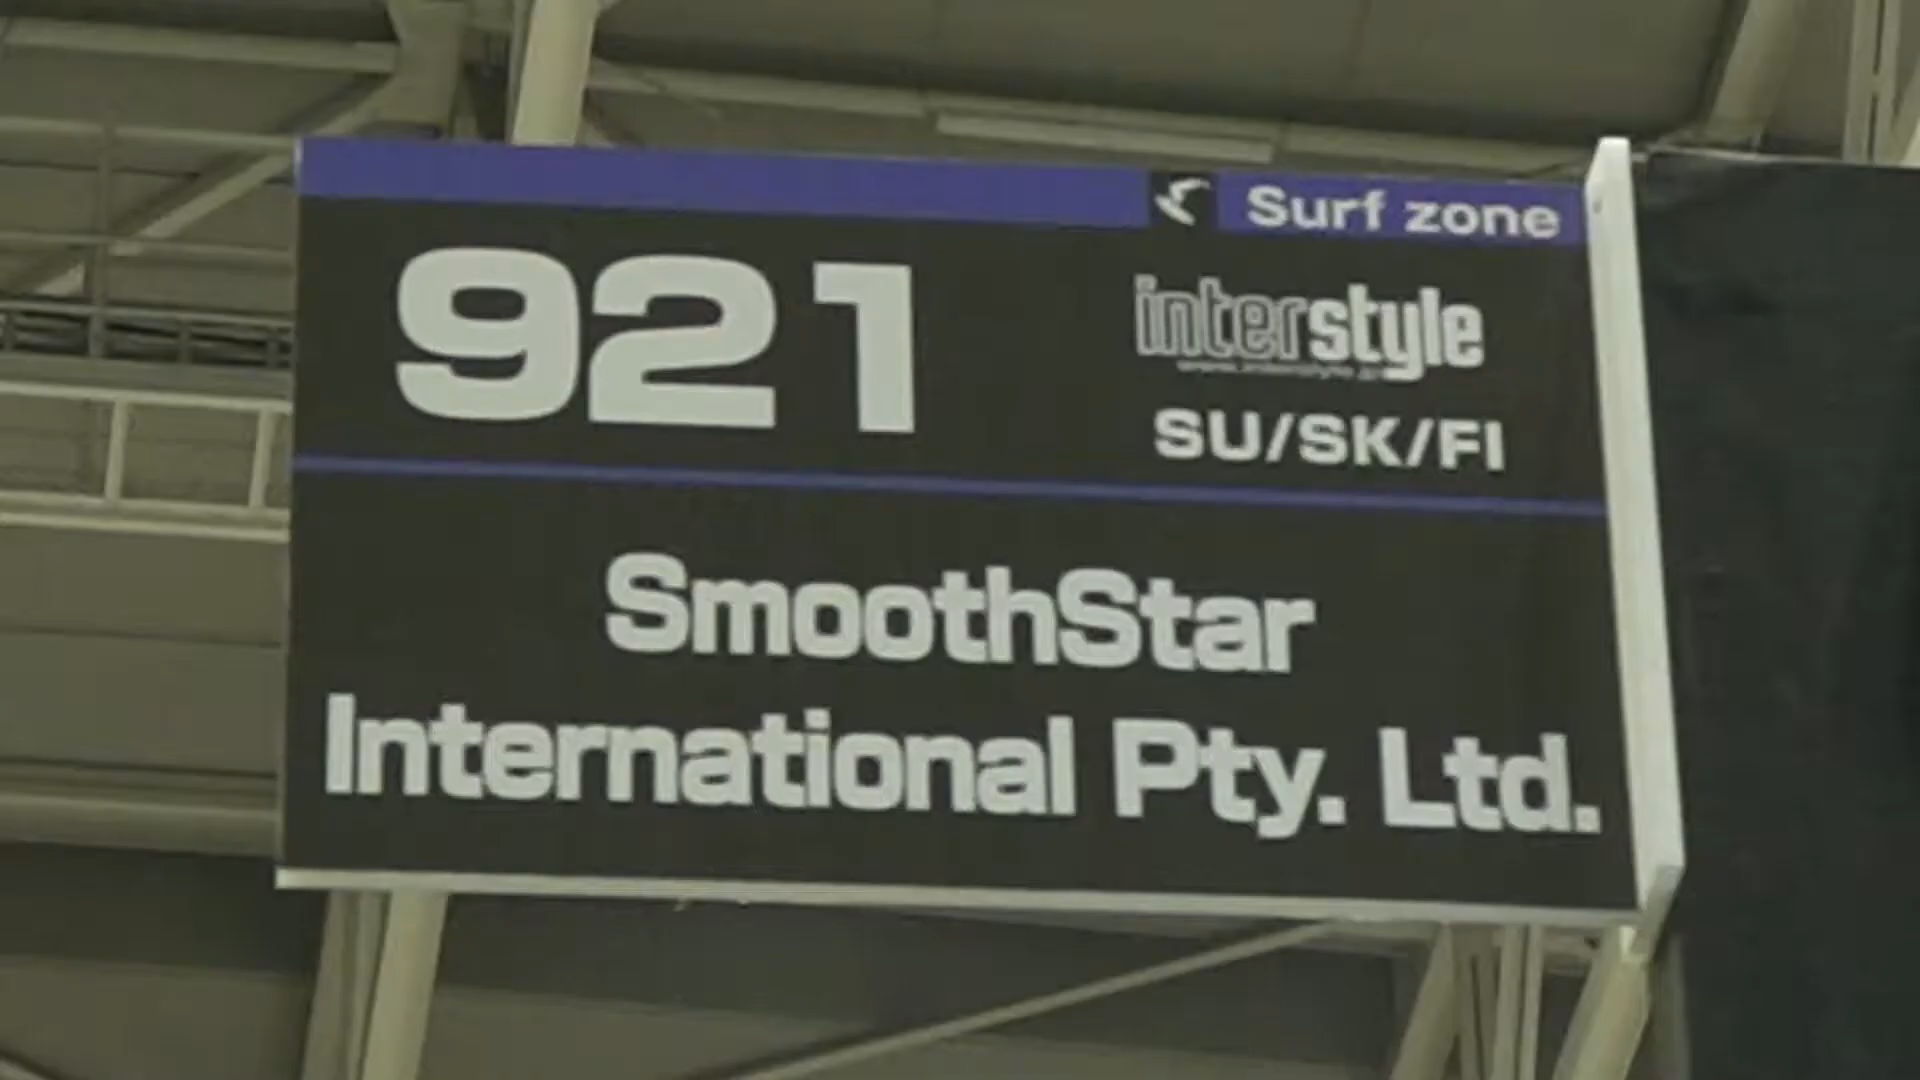 Surf zone
921
interstyle
SU/SK/FI
SmoothStar
International Pty. Ltd.